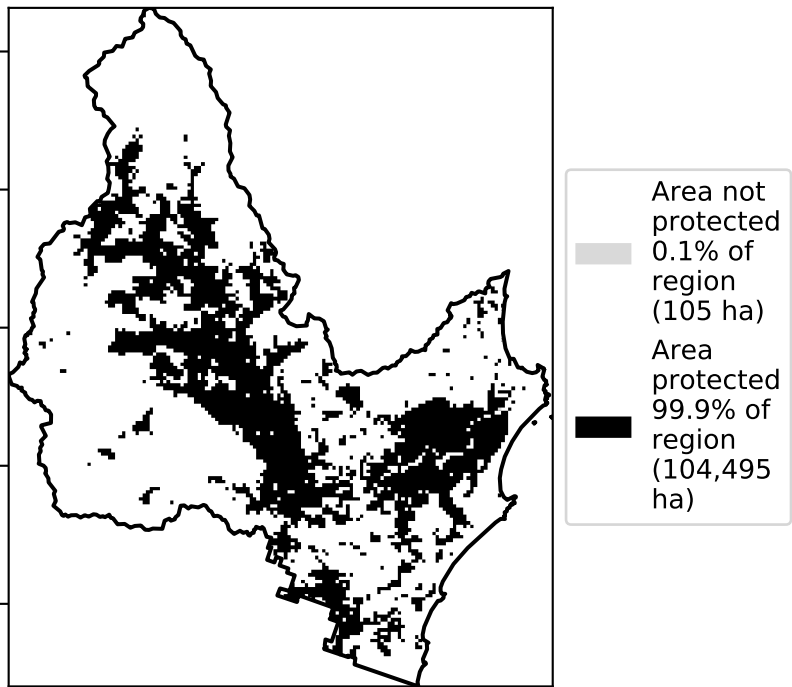 Area not
protected
0.1% of
region
(105 ha)
Area
protected
99.9% of
region
(104,495
ha)